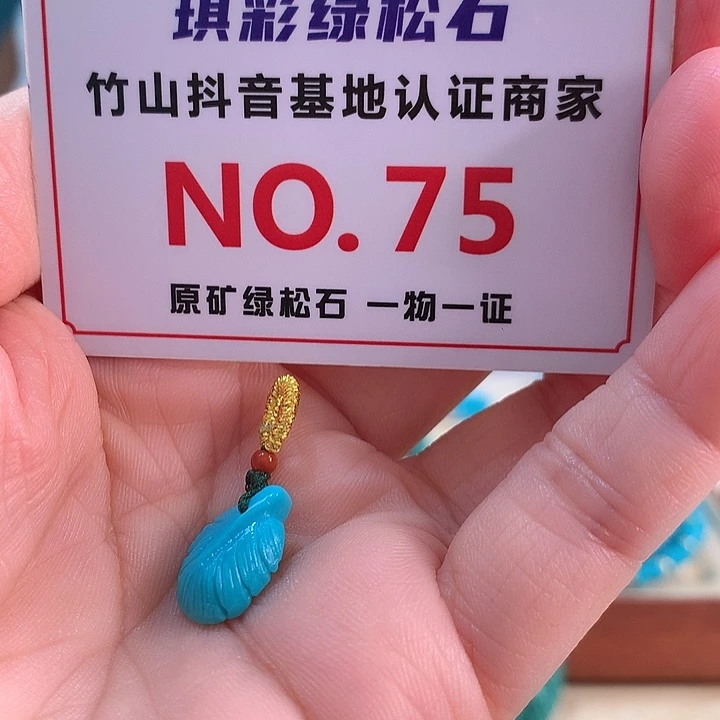 琪彩绿松石
竹山抖音基地认证商家
NO. 75
原矿绿松石 一物一证